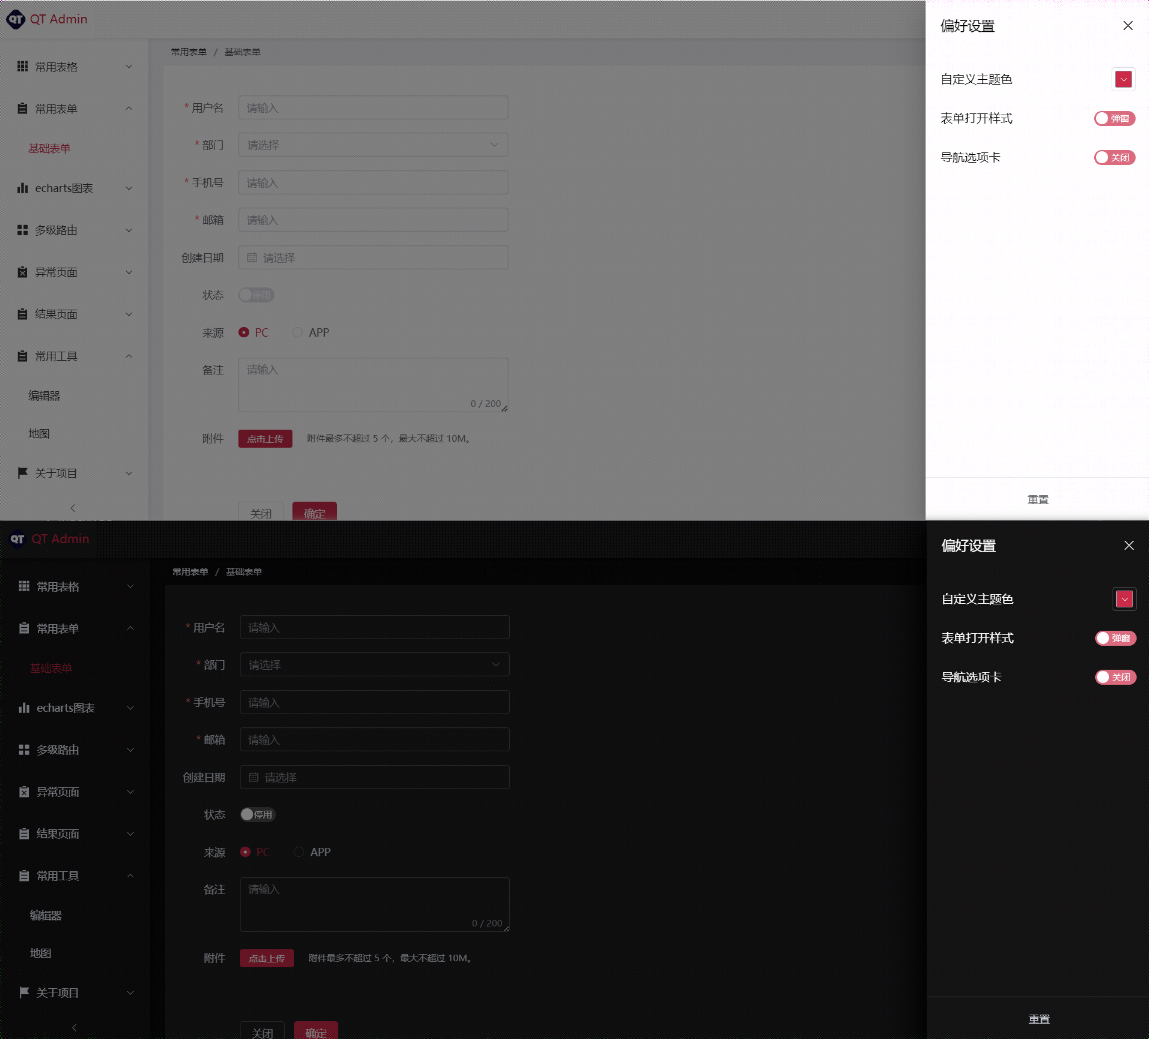 QT QT Admin
常用表格
常用表单
基础表单
echarts图表
多级路由
异常页面
结果页面
常用工具
编辑器
地图
关于项目
常用表单 / 基础表单
* 用户名 请输入
* 部门 请选择
* 手机号 请输入
* 邮箱 请输入
创建日期 请选择
状态 停用
来源 PC APP
备注 请输入
0 / 200
附件 点击上传 附件最多不超过 5 个，最大不超过 10M。
关闭 确定
偏好设置
自定义主题色
表单打开样式 弹窗
导航选项卡 关闭
重置
QT QT Admin
常用表格
常用表单
基础表单
echarts图表
多级路由
异常页面
结果页面
常用工具
编辑器
地图
关于项目
常用表单 / 基础表单
* 用户名 请输入
* 部门 请选择
* 手机号 请输入
* 邮箱 请输入
创建日期 请选择
状态 停用
来源 PC APP
备注 请输入
0 / 200
附件 点击上传 附件最多不超过 5 个，最大不超过 10M。
关闭 确定
偏好设置
自定义主题色
表单打开样式 弹窗
导航选项卡 关闭
重置